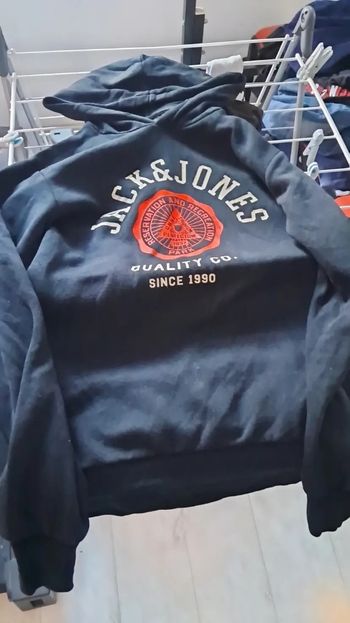 JACK&JONES
RESERVATION AND RECREATION
PARK
QUALITY CO.
SINCE 1990